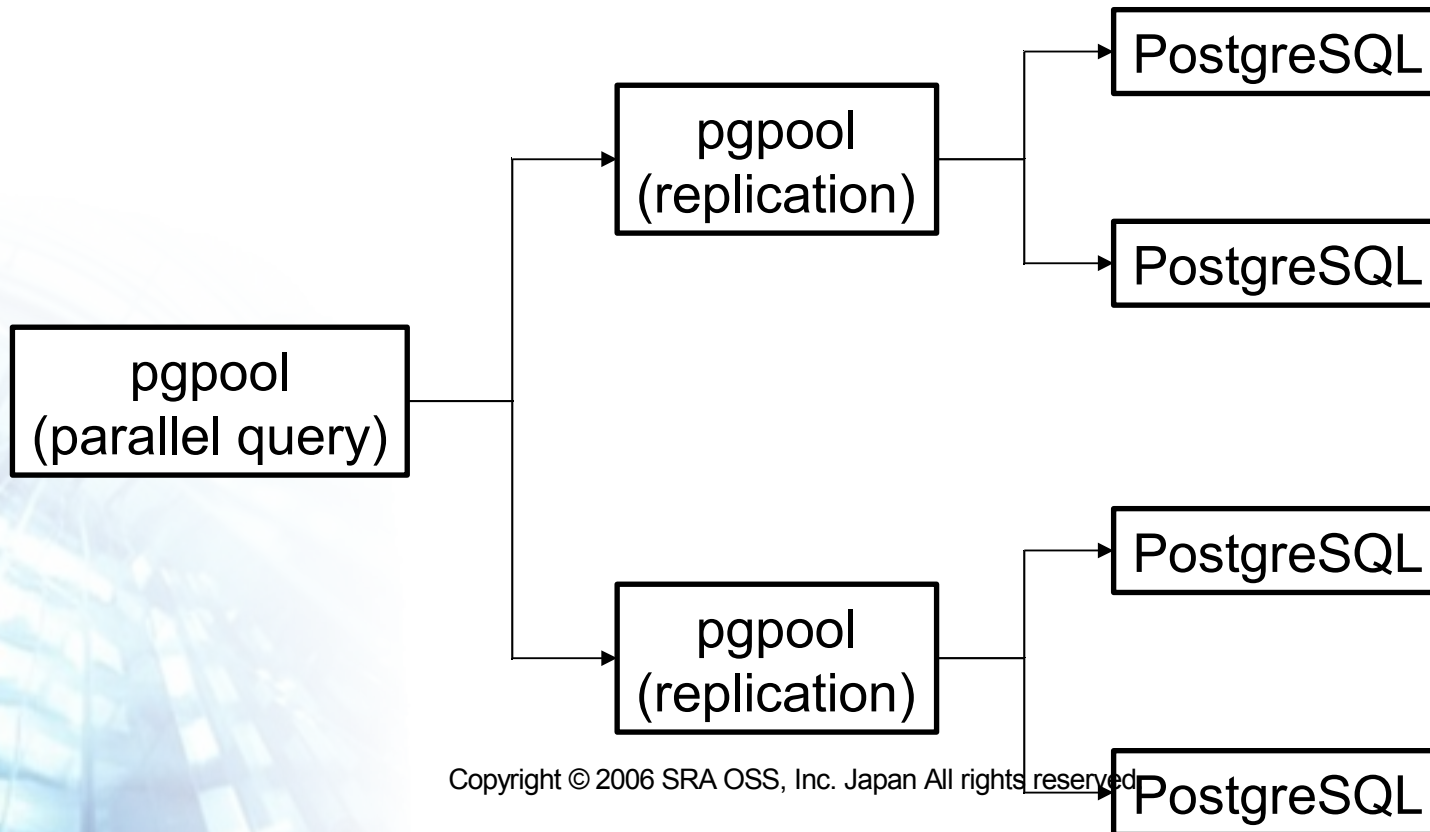 PostgreSQL
pgpool
(replication)
PostgreSQL
pgpool
(parallel query)
PostgreSQL
pgpool
(replication)
Copyright © 2006 SRA OSS, Inc. Japan All rights reserved
PostgreSQL